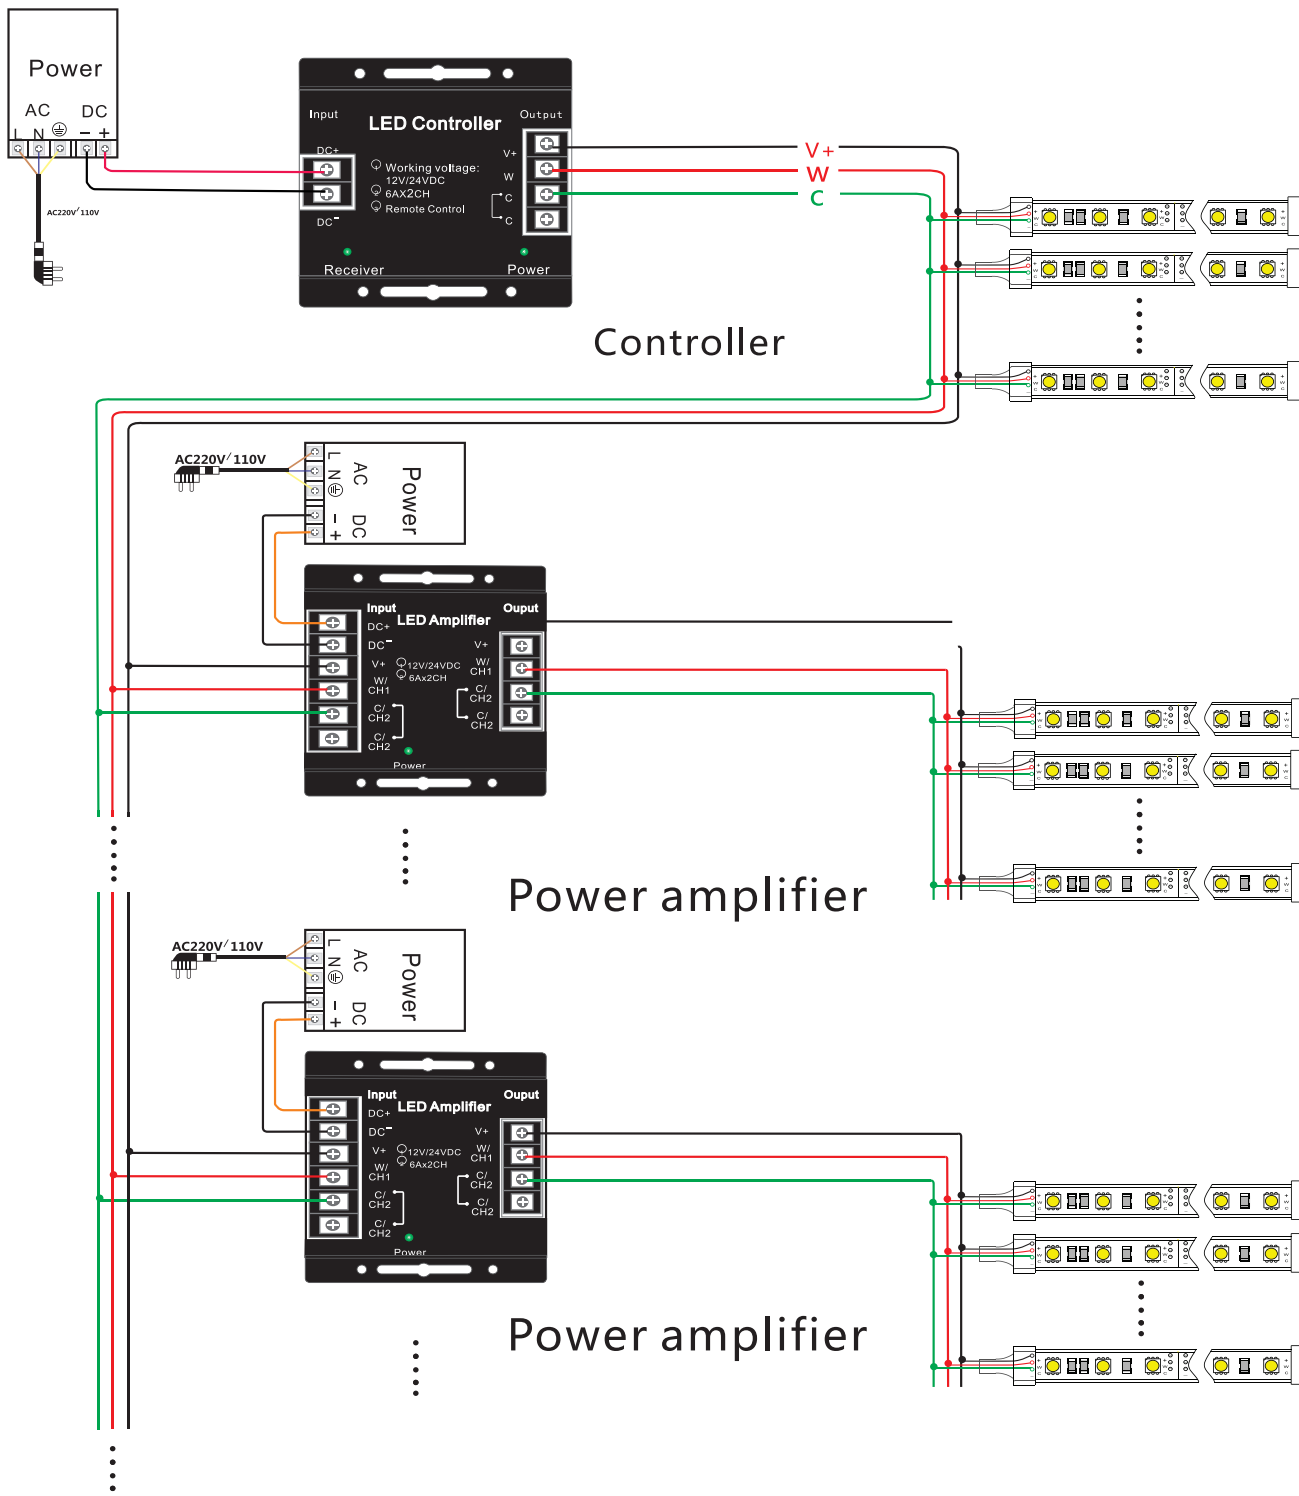 Power
AC DC
L N − +
AC220V/110V
Input
Output
LED Controller
DC+
DC-
Working voltage:
12V/24VDC
6AX2CH
Remote Control
V+
W
C
C
Receiver
Power
V+
W
C
Controller
AC220V/110V
L
N
-
+
AC
DC
Power
Input
Ouput
LED Amplifier
DC+
DC-
V+
W/
CH1
C/
CH2
C/
CH2
12V/24VDC
6Ax2CH
V+
W/
CH1
C/
CH2
C/
CH2
Power
Power amplifier
AC220V/110V
L
N
-
+
AC
DC
Power
Input
Ouput
LED Amplifier
DC+
DC-
V+
W/
CH1
C/
CH2
C/
CH2
12V/24VDC
6Ax2CH
V+
W/
CH1
C/
CH2
C/
CH2
Power
Power amplifier